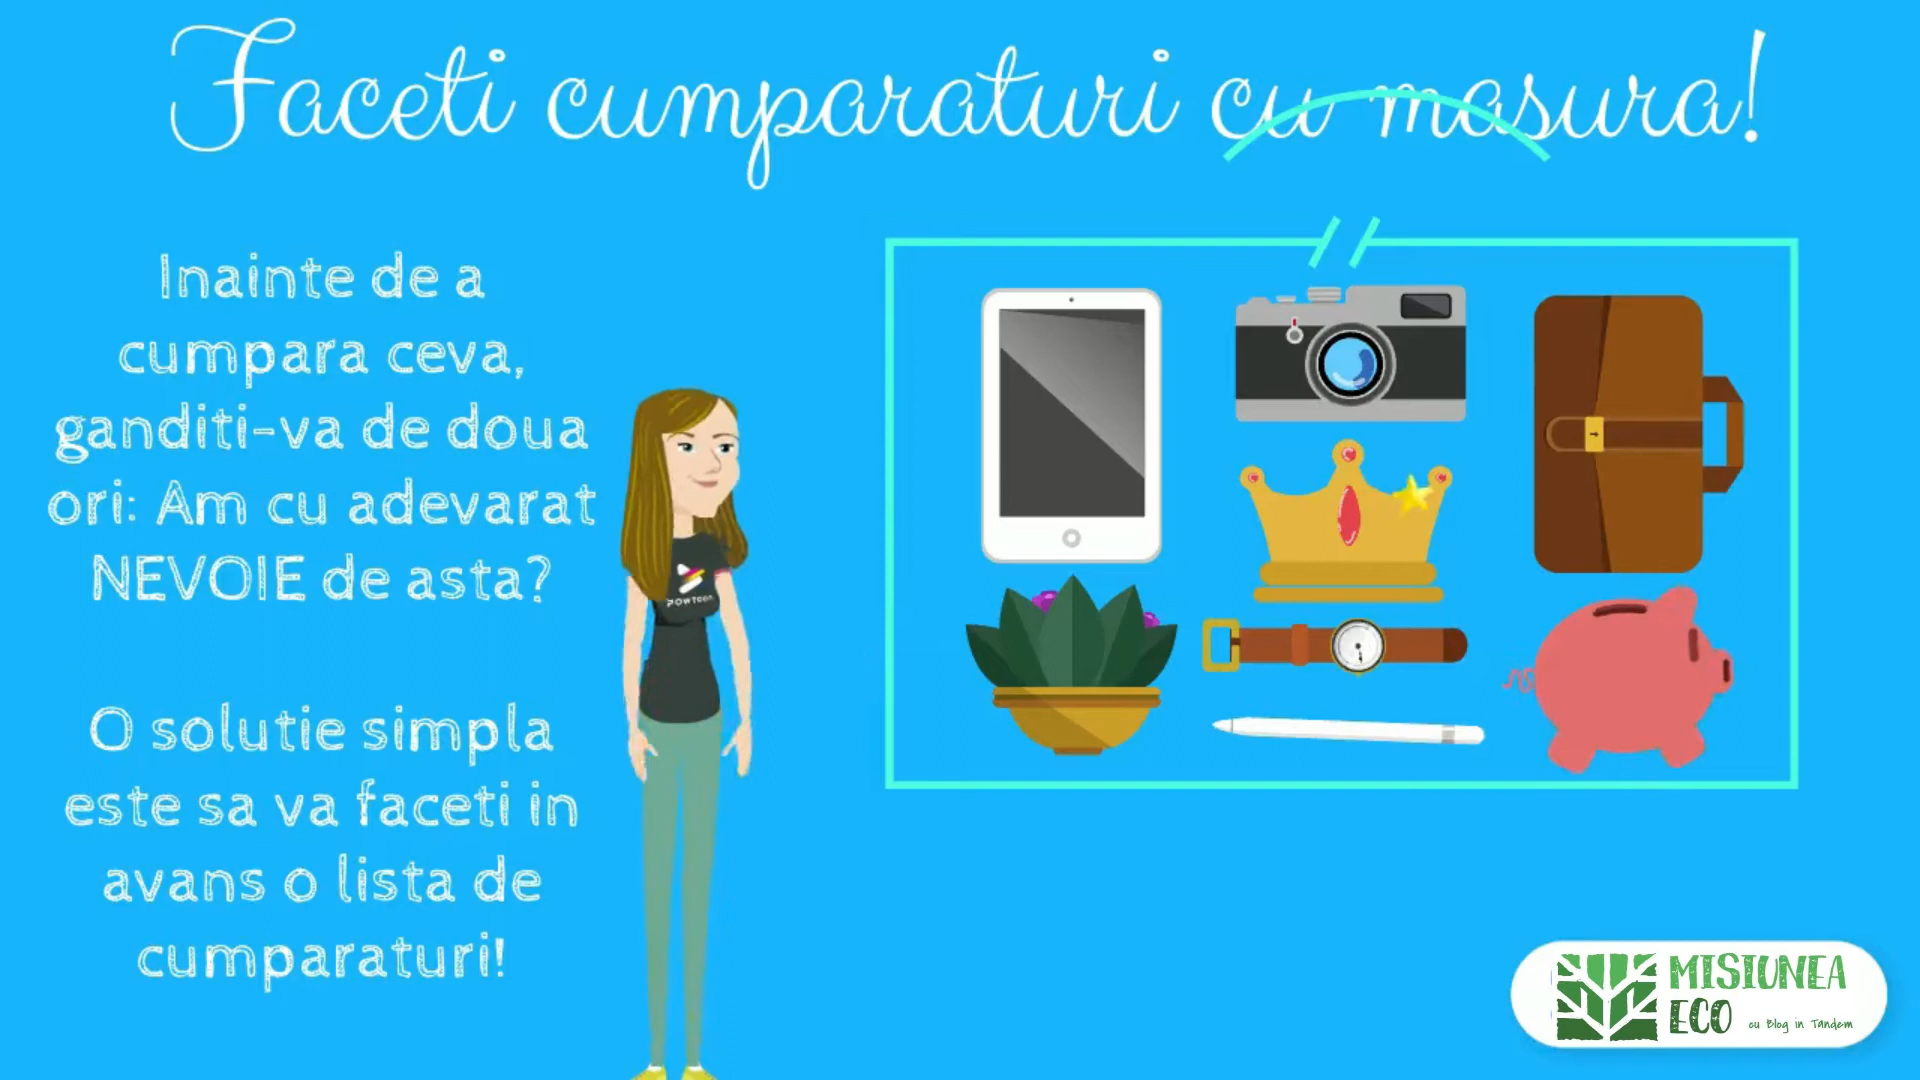 Faceti cumparaturi cu masura!
Inainte de a
cumpara ceva,
ganditi-va de doua
ori: Am cu adevarat
NEVOIE de asta?
O solutie simpla
este sa va faceti in
avans o lista de
cumparaturi!
POWTOON
MISIUNEA
ECO cu Blog in Tandem